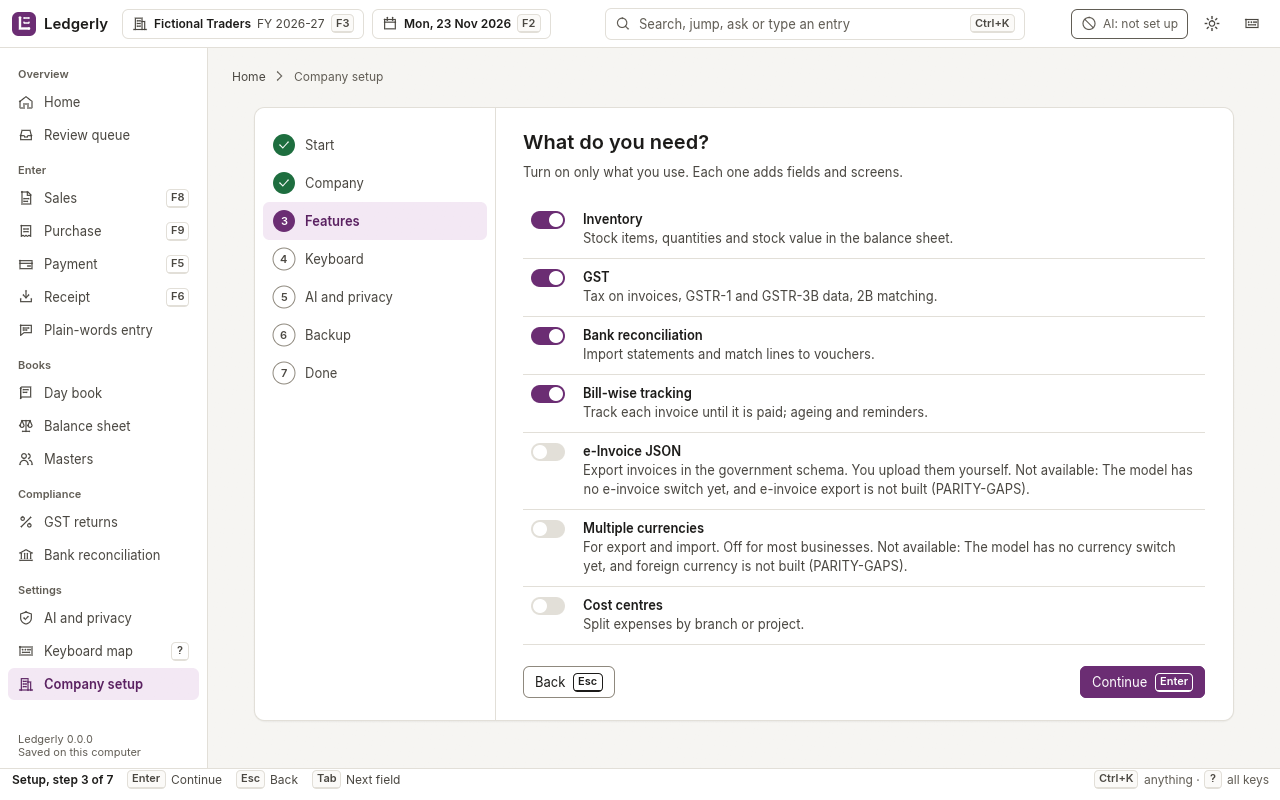 Ledgerly
Fictional Traders FY 2026-27 F3
Mon, 23 Nov 2026 F2
Search, jump, ask or type an entry Ctrl+K
AI: not set up
Overview
Home
Review queue
Enter
Sales F8
Purchase F9
Payment F5
Receipt F6
Plain-words entry
Books
Day book
Balance sheet
Masters
Compliance
GST returns
Bank reconciliation
Settings
AI and privacy
Keyboard map ?
Company setup
Ledgerly 0.0.0
Saved on this computer
Home
Company setup
Start
Company
3 Features
4 Keyboard
5 AI and privacy
6 Backup
7 Done
What do you need?
Turn on only what you use. Each one adds fields and screens.
Inventory
Stock items, quantities and stock value in the balance sheet.
GST
Tax on invoices, GSTR-1 and GSTR-3B data, 2B matching.
Bank reconciliation
Import statements and match lines to vouchers.
Bill-wise tracking
Track each invoice until it is paid; ageing and reminders.
e-Invoice JSON
Export invoices in the government schema. You upload them yourself. Not available: The model has
no e-invoice switch yet, and e-invoice export is not built (PARITY-GAPS).
Multiple currencies
For export and import. Off for most businesses. Not available: The model has no currency switch
yet, and foreign currency is not built (PARITY-GAPS).
Cost centres
Split expenses by branch or project.
Back Esc
Continue Enter
Setup, step 3 of 7 Enter Continue Esc Back Tab Next field
Ctrl+K anything · ? all keys